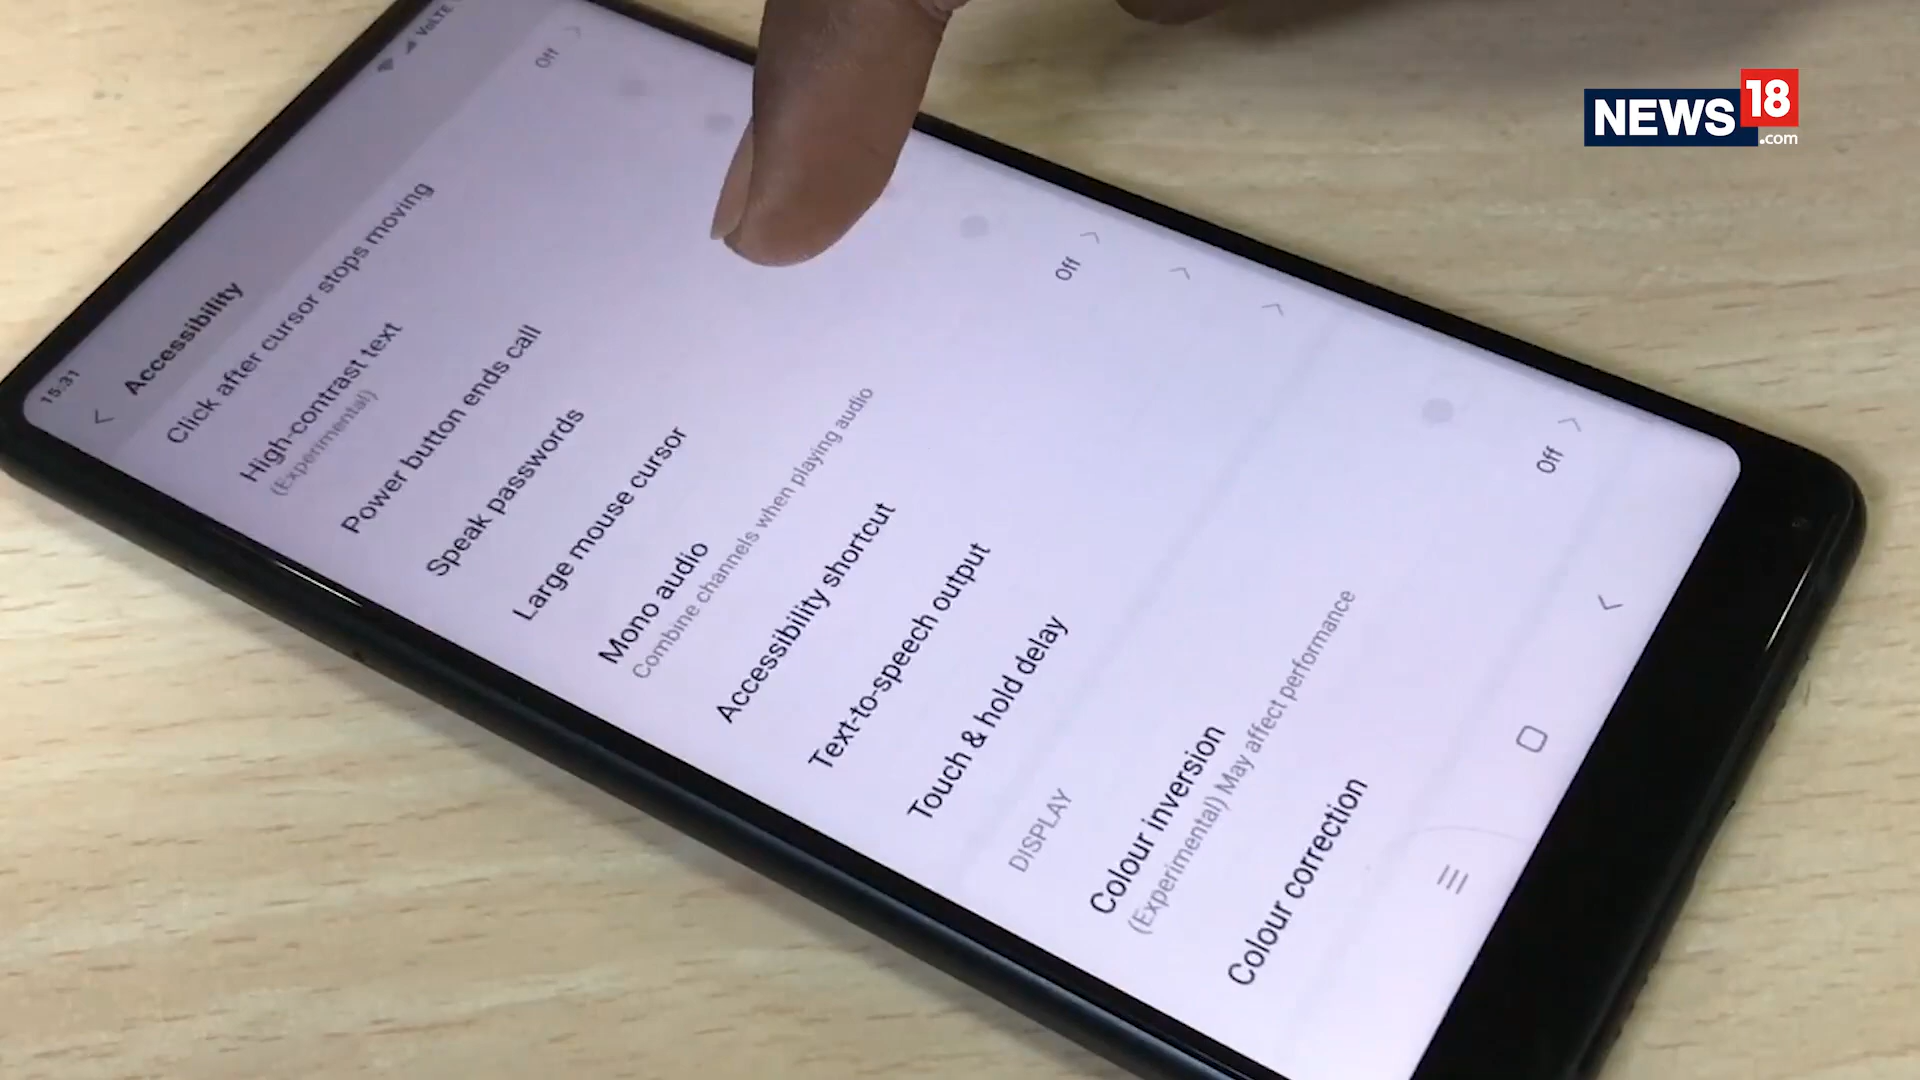 NEWS18
.com
15:31
VoLTE
Accessibility
Click after cursor stops moving
Off
High-contrast text
(Experimental)
Power button ends call
Speak passwords
Large mouse cursor
Mono audio
Combine channels when playing audio
Accessibility shortcut
Off
Text-to-speech output
Touch & hold delay
DISPLAY
Colour inversion
(Experimental) May affect performance
Colour correction
Off